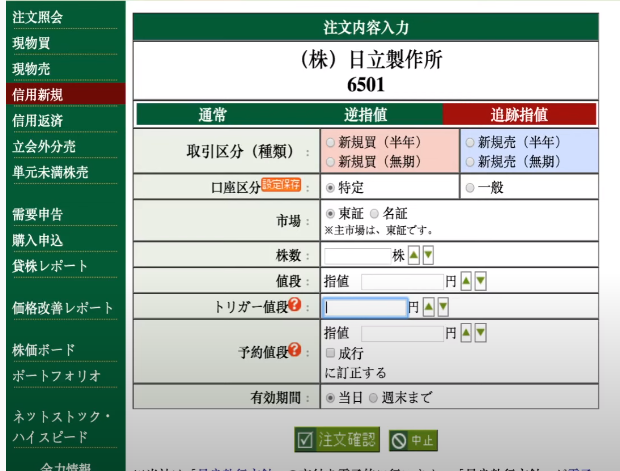 注文照会
現物買
現物売
信用新規
信用返済
立会外分売
単元未満株売
需要申告
購入申込
貸株レポート
価格改善レポート
株価ボード
ポートフォリオ
ネットストック・
ハイスピード
注文内容入力
(株) 日立製作所
6501
通常 逆指値 追跡指値
取引区分(種類) : 新規買(半年) 新規売(半年)
新規買(無期) 新規売(無期)
口座区分 設定保存 : 特定 一般
市場 : 東証 名証
※主市場は、東証です。
株数 : 株
値段 : 指値 円
トリガー値段? : 円
予約値段? : 指値 円
成行
に訂正する
有効期間 : 当日 週末まで
注文確認 中止